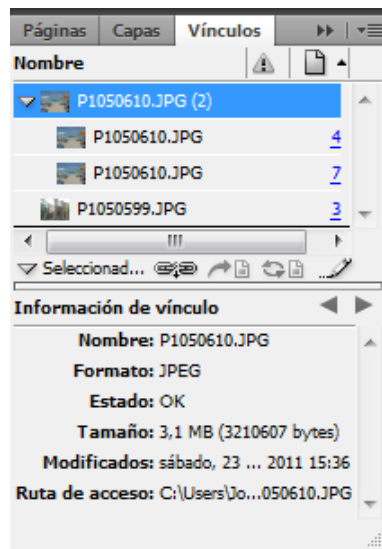 Páginas Capas Vínculos
Nombre
P1050610.JPG (2)
P1050610.JPG 4
P1050610.JPG 7
P1050599.JPG 3
Seleccionad...
Información de vínculo
Nombre: P1050610.JPG
Formato: JPEG
Estado: OK
Tamaño: 3,1 MB (3210607 bytes)
Modificados: sábado, 23 ... 2011 15:36
Ruta de acceso: C:\Users\Jo...050610.JPG